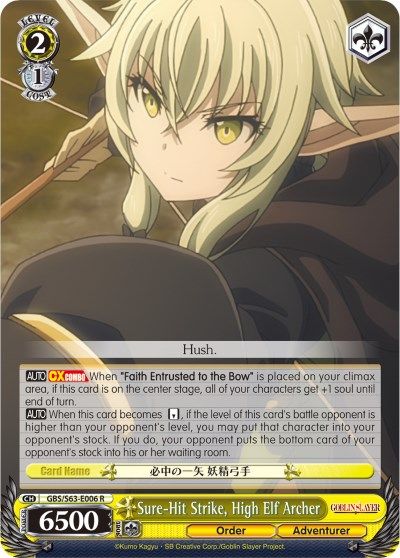 LEVEL
2
1
COST
Hush.
AUTO CXCOMBO When "Faith Entrusted to the Bow" is placed on your climax
area, if this card is on the center stage, all of your characters get +1 soul until
end of turn.
AUTO When this card becomes [ ], if the level of this card's battle opponent is
higher than your opponent's level, you may put that character into your
opponent's clock. If you do, your opponent puts the bottom card of your
opponent's clock into his or her waiting room.
Card Name 必中の一矢 妖精弓手
CH GBS/S63-E006 R
POWER 6500 SOUL Sure-Hit Strike, High Elf Archer GOBLIN SLAYER
Order Adventurer
©Kumo Kagyu・SB Creative Corp./Goblin Slayer Project.